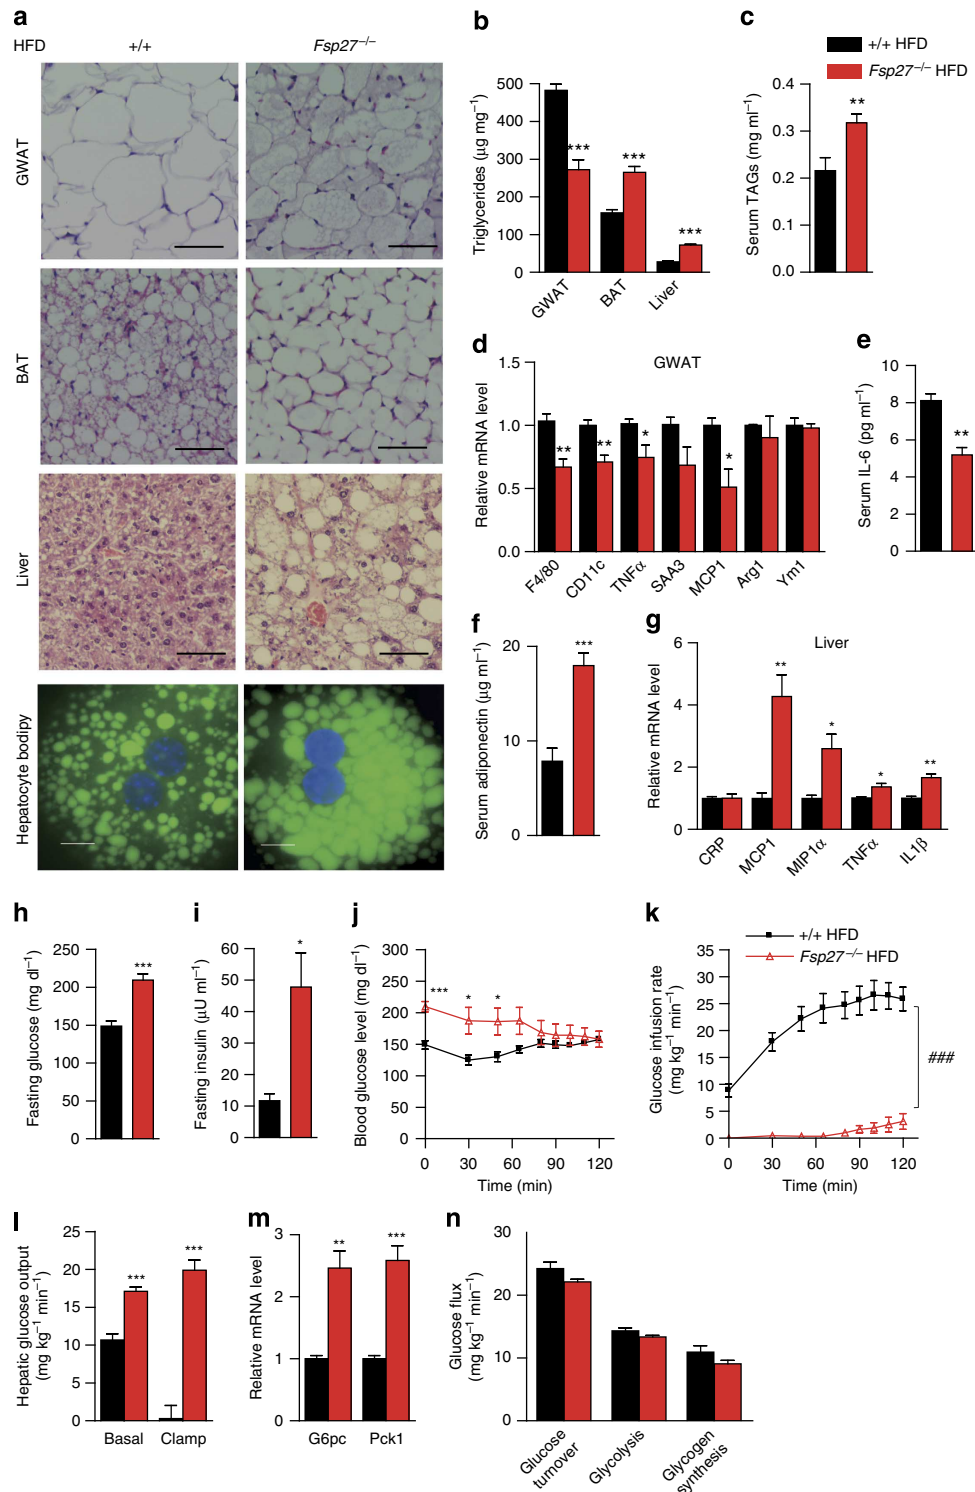 a
HFD +/+ Fsp27−/−
GWAT
BAT
Liver
Hepatocyte bodipy
b
Triglycerides (µg mg−1)
500
400
300
200
100
0
***
***
***
GWAT BAT Liver
c
+/+ HFD
Fsp27−/− HFD
Serum TAGs (mg ml−1)
0.4
0.3
0.2
0.1
0.0
**
d
GWAT
Relative mRNA level
1.5
1.0
0.5
0.0
** ** * *
F4/80 CD11c TNFα SAA3 MCP1 Arg1 Ym1
e
Serum IL-6 (pg ml−1)
10
8
6
4
2
0
**
f
Serum adiponectin (µg ml−1)
20
10
0
***
g
Liver
Relative mRNA level
6
4
2
0
** * * **
CRP MCP1 MIP1α TNFα IL1β
h
Fasting glucose (mg dl−1)
250
200
150
100
50
0
***
i
Fasting insulin (µU ml−1)
60
50
40
30
20
10
0
*
j
Blood glucose level (mg dl−1)
300
250
200
150
100
50
0
*** * *
0 30 60 90 120
Time (min)
k
+/+ HFD
Fsp27−/− HFD
Glucose infusion rate
(mg kg−1 min−1)
35
30
25
20
15
10
5
0
###
0 30 60 90 120
Time (min)
l
Hepatic glucose output
(mg kg−1 min−1)
25
20
15
10
5
0
*** ***
Basal Clamp
m
Relative mRNA level
3
2
1
0
** ***
G6pc Pck1
n
Glucose flux
(mg kg−1 min−1)
30
20
10
0
Glucose
turnover
Glycolysis
Glycogen
synthesis